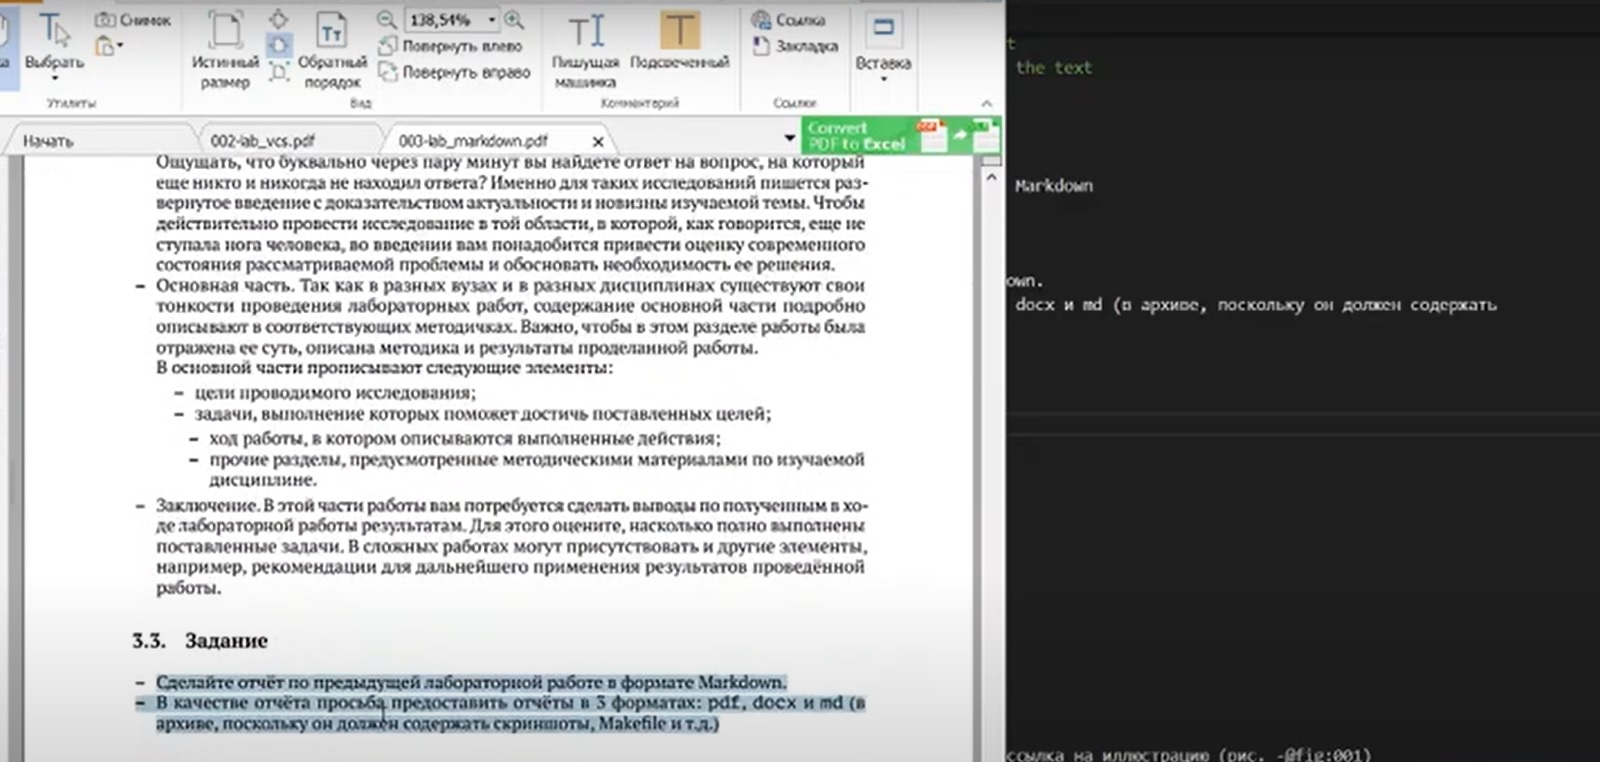 Выбрать
Снимок
Утилиты
Истинный
размер
Обратный
порядок
138,54%
Повернуть влево
Повернуть вправо
Вид
Пишущая
машинка
Подсвеченный
Комментарий
Ссылка
Закладка
Ссылки
Вставка
Начать
002-lab_vcs.pdf
003-lab_markdown.pdf
Convert
PDF to Excel
Ощущать, что буквально через пару минут вы найдете ответ на вопрос, на который
еще никто и никогда не находил ответа? Именно для таких исследований пишется раз-
вернутое введение с доказательством актуальности и новизны изучаемой темы. Чтобы
действительно провести исследование в той области, в которой, как говорится, еще не
ступала нога человека, во введении вам понадобится привести оценку современного
состояния рассматриваемой проблемы и обосновать необходимость ее решения.
– Основная часть. Так как в разных вузах и в разных дисциплинах существуют свои
тонкости проведения лабораторных работ, содержание основной части подробно
описывают в соответствующих методичках. Важно, чтобы в этом разделе работы была
отражена ее суть, описана методика и результаты проделанной работы.
В основной части прописывают следующие элементы:
– цели проводимого исследования;
– задачи, выполнение которых поможет достичь поставленных целей;
– ход работы, в котором описываются выполненные действия;
– прочие разделы, предусмотренные методическими материалами по изучаемой
дисциплине.
– Заключение. В этой части работы вам потребуется сделать выводы по полученным в хо-
де лабораторной работы результатам. Для этого оцените, насколько полно выполнены
поставленные задачи. В сложных работах могут присутствовать и другие элементы,
например, рекомендации для дальнейшего применения результатов проведённой
работы.
3.3. Задание
– Сделайте отчёт по предыдущей лабораторной работе в формате Markdown.
– В качестве отчёта просьба предоставить отчёты в 3 форматах: pdf, docx и md (в
архиве, поскольку он должен содержать скриншоты, Makefile и т.д.)
t
the text
Markdown
own.
docx и md (в архиве, поскольку он должен содержать
ссылка на иллюстрацию (рис. -@fig:001)